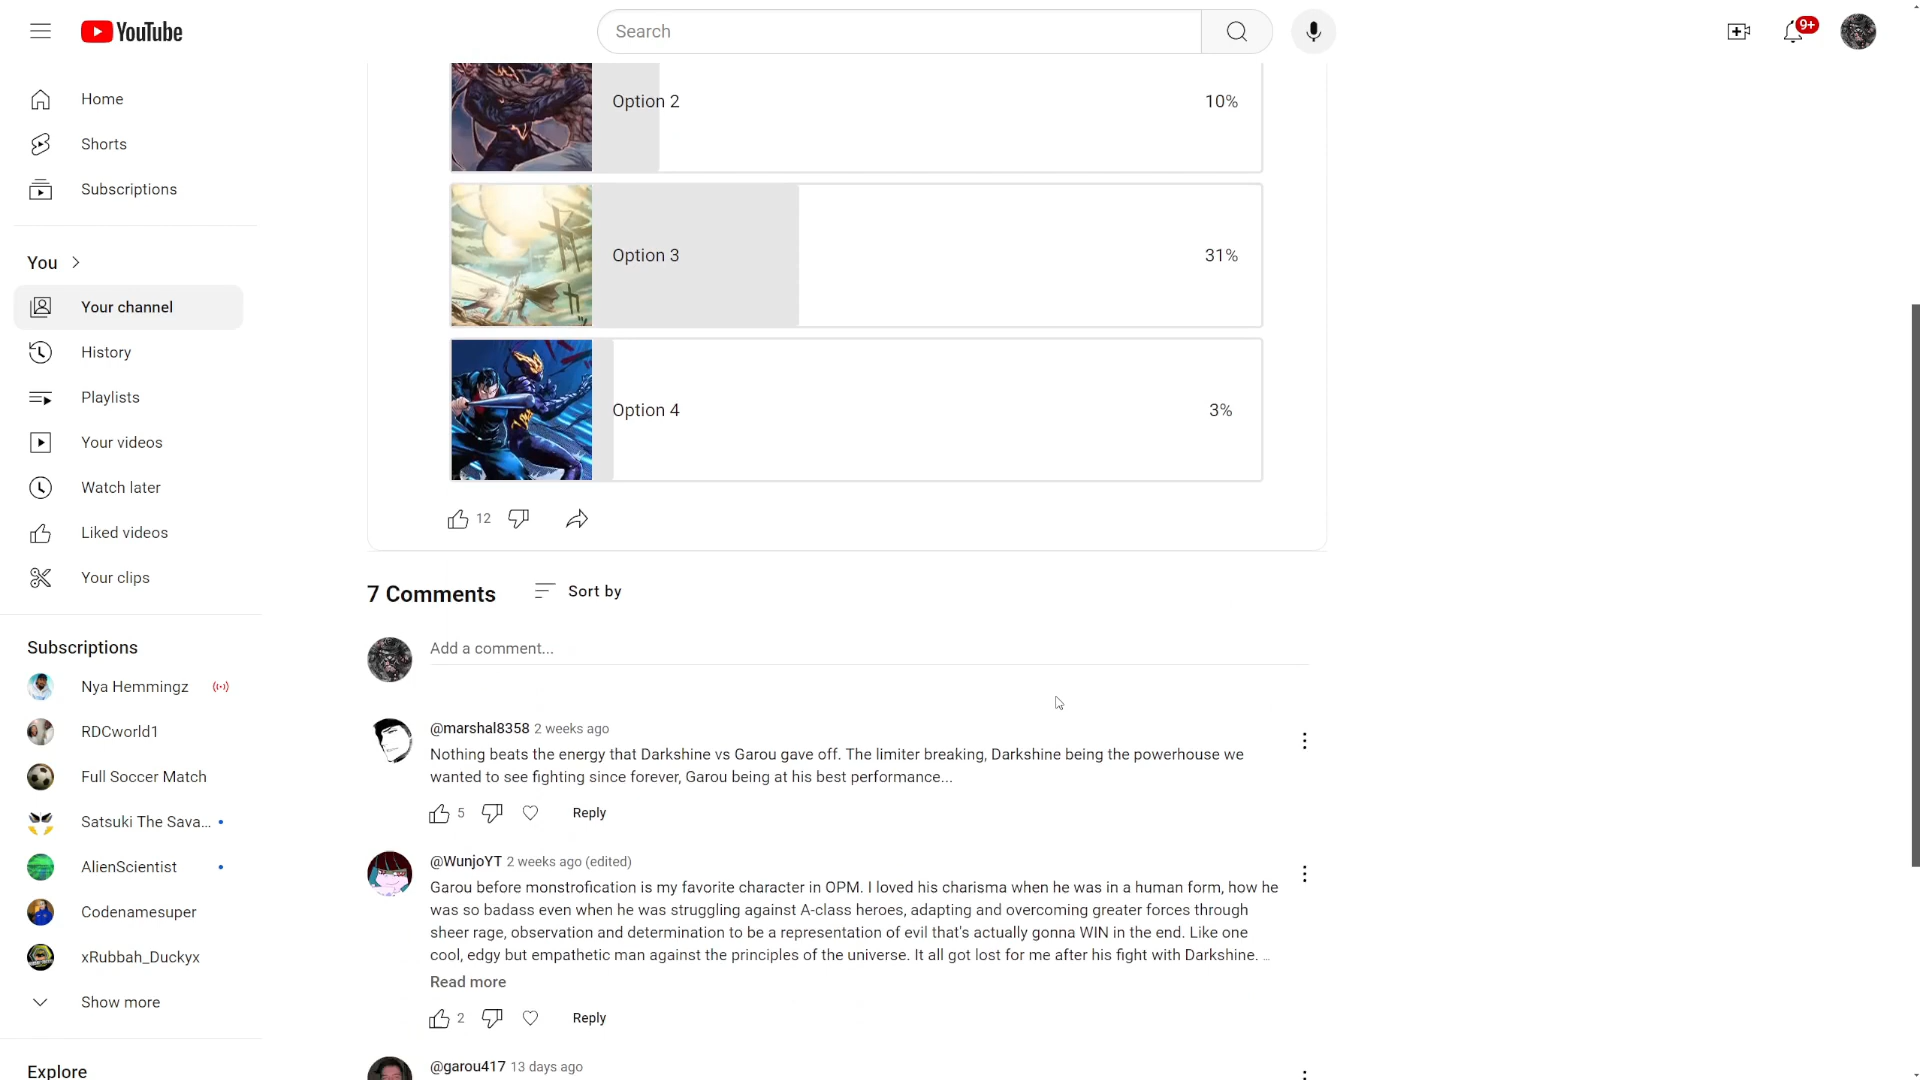 YouTube
Search
9+
Home
Shorts
Subscriptions
You
Your channel
History
Playlists
Your videos
Watch later
Liked videos
Your clips
Subscriptions
Nya Hemmingz
RDCworld1
Full Soccer Match
Satsuki The Sava...
AlienScientist
Codenamesuper
xRubbah_Duckyx
Show more
Explore
Option 2 10%
Option 3 31%
Option 4 3%
12
7 Comments Sort by
Add a comment...
@marshal8358 2 weeks ago
Nothing beats the energy that Darkshine vs Garou gave off. The limiter breaking, Darkshine being the powerhouse we
wanted to see fighting since forever, Garou being at his best performance...
5 Reply
@WunjoYT 2 weeks ago (edited)
Garou before monstrofication is my favorite character in OPM. I loved his charisma when he was in a human form, how he
was so badass even when he was struggling against A-class heroes, adapting and overcoming greater forces through
sheer rage, observation and determination to be a representation of evil that's actually gonna WIN in the end. Like one
cool, edgy but empathetic man against the principles of the universe. It all got lost for me after his fight with Darkshine. ...
Read more
2 Reply
@garou417 13 days ago